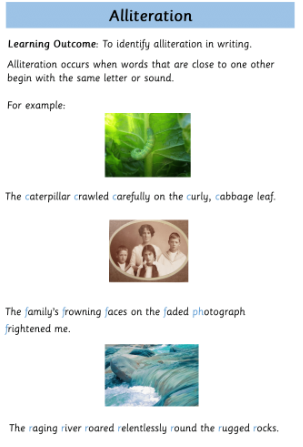 Alliteration
Learning Outcome: To identify alliteration in writing.
Alliteration occurs when words that are close to one other
begin with the same letter or sound.
For example:
The caterpillar crawled carefully on the curly, cabbage leaf.
The family's frowning faces on the faded photograph
frightened me.
The raging river roared relentlessly round the rugged rocks.